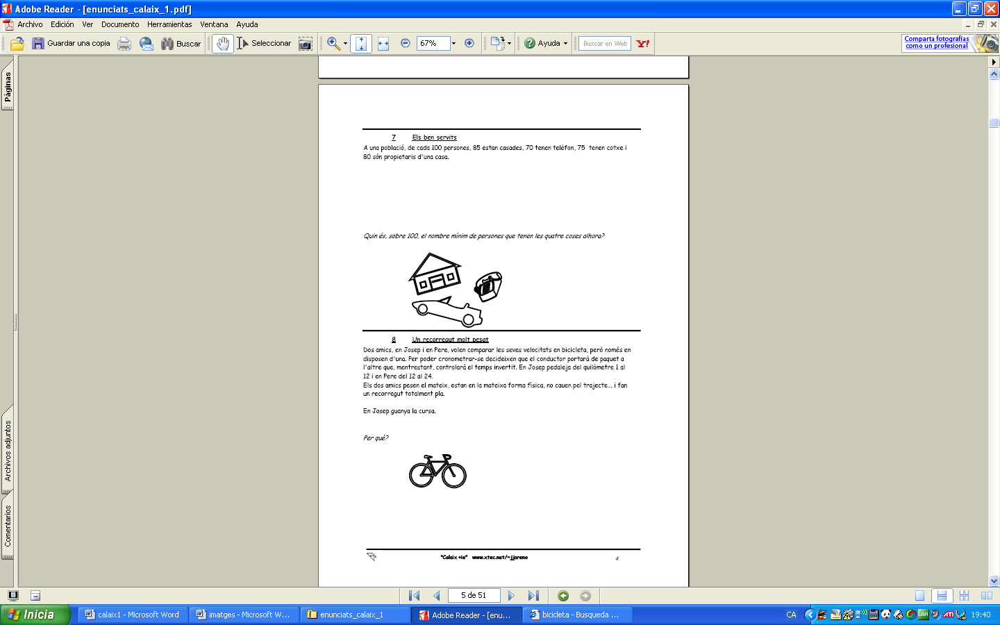 Adobe Reader - [enunciats_calaix_1.pdf]
Archivo Edición Ver Documento Herramientas Ventana Ayuda
Guardar una copia Buscar Seleccionar 67% Ayuda Buscar en Web Y!
Comparta fotografías
como un profesional
Páginas
Archivos adjuntos
Comentarios
7 Els ben servits
A una població, de cada 100 persones, 85 estan casades, 70 tenen telèfon, 75 tenen cotxe i
80 són propietaris d'una casa.
Quin és, sobre 100, el nombre mínim de persones que tenen les quatre coses alhora?
8 Un recorregut molt pesat
Dos amics, en Josep i en Pere, volen comparar les seves velocitats en bicicleta, però només en
disposen d'una. Per poder cronometrar-se decideixen que el conductor portarà de paquet a
l'altre que, mentrestant, controlarà el temps invertit. En Josep pedaleja del quilòmetre 1 al
12 i en Pere del 12 al 24.
Els dos amics pesen el mateix, estan en la mateixa forma física, no cauen pel trajecte... i fan
un recorregut totalment pla.
En Josep guanya la cursa.
Per què?
"Calaix +ie" www.xtec.net/~jjareno 4
5 de 51
Inicia calaix1 - Microsoft Word imatges - Microsoft W... enunciats_calaix_1 Adobe Reader - [enu... bicicleta - Busqueda ... CA LAN ATI 19:40